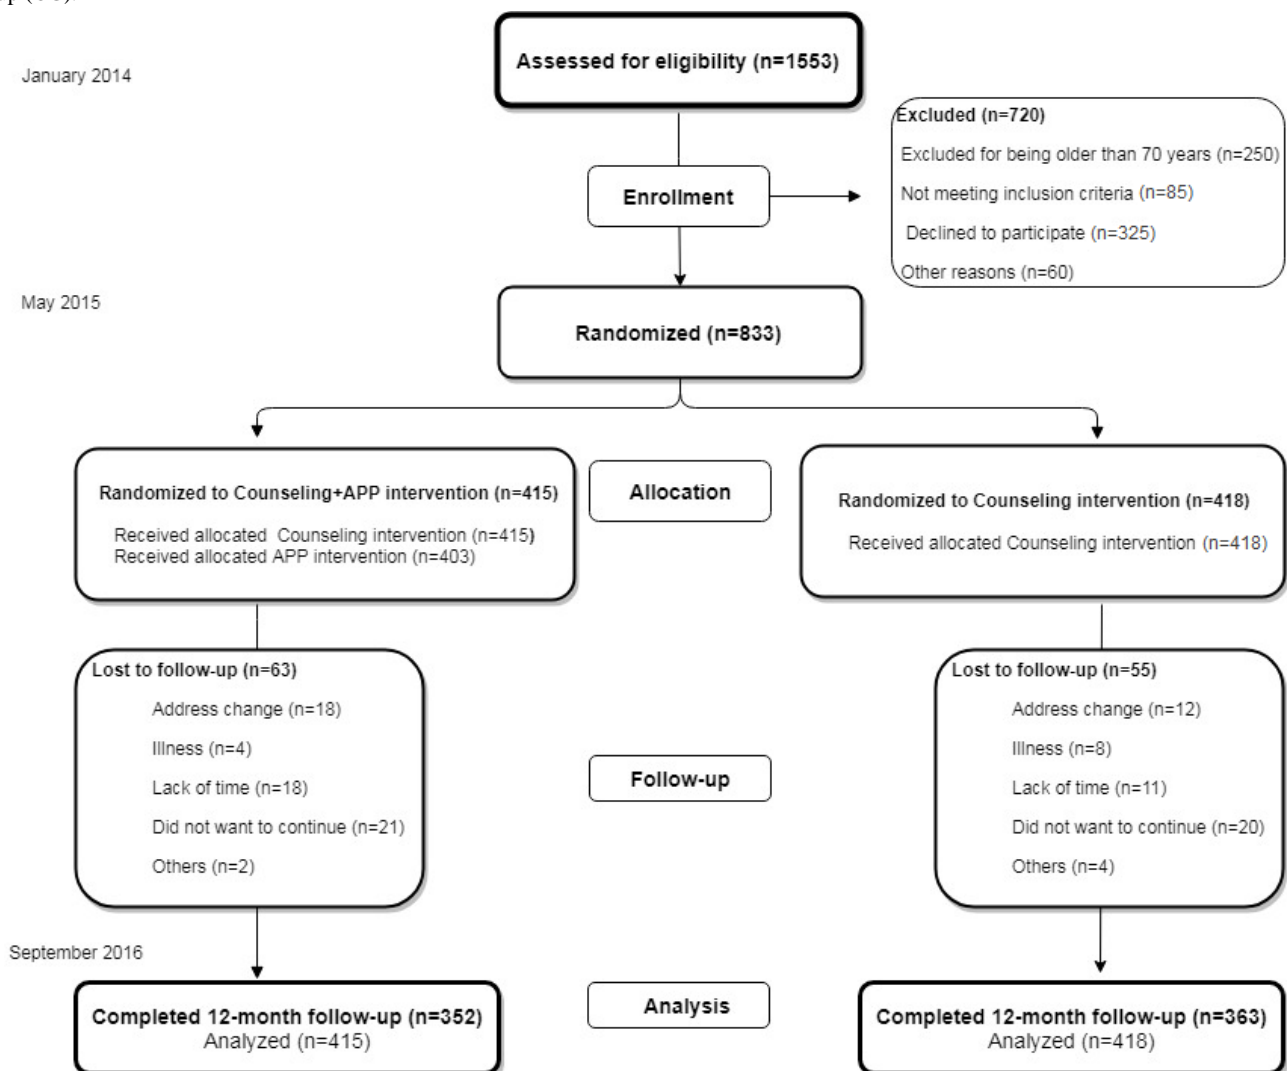 Assessed for eligibility (n=1553)
January 2014
Excluded (n=720)
Excluded for being older than 70 years (n=250)
Not meeting inclusion criteria (n=85)
Declined to participate (n=325)
Other reasons (n=60)
Enrollment
May 2015
Randomized (n=833)
Allocation
Randomized to Counseling+APP intervention (n=415)
Received allocated Counseling intervention (n=415)
Received allocated APP intervention (n=403)
Randomized to Counseling intervention (n=418)
Received allocated Counseling intervention (n=418)
Lost to follow-up (n=63)
Address change (n=18)
Illness (n=4)
Lack of time (n=18)
Did not want to continue (n=21)
Others (n=2)
Follow-up
Lost to follow-up (n=55)
Address change (n=12)
Illness (n=8)
Lack of time (n=11)
Did not want to continue (n=20)
Others (n=4)
September 2016
Completed 12-month follow-up (n=352)
Analyzed (n=415)
Analysis
Completed 12-month follow-up (n=363)
Analyzed (n=418)